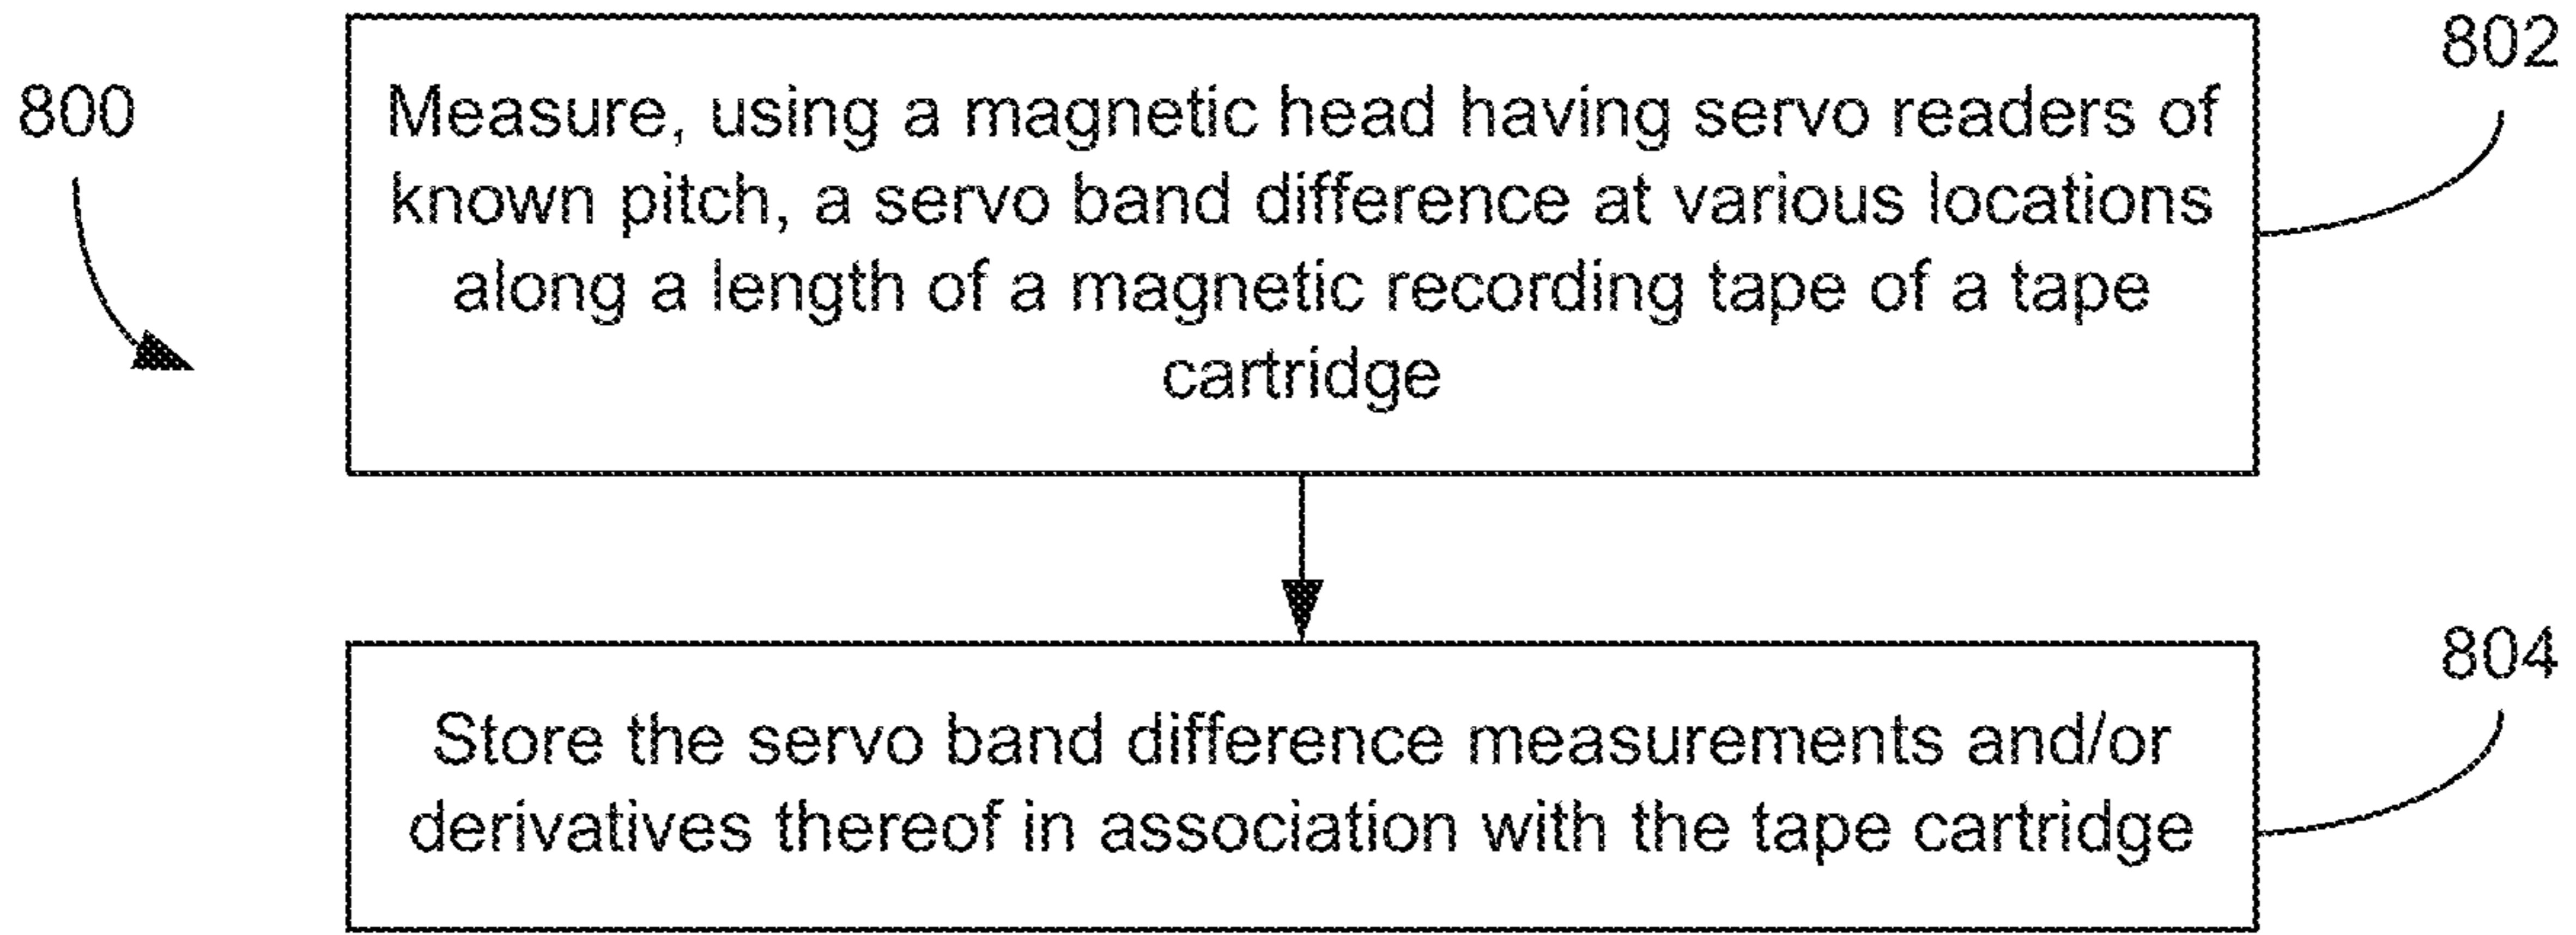 800
802
Measure, using a magnetic head having servo readers of
known pitch, a servo band difference at various locations
along a length of a magnetic recording tape of a tape
cartridge
804
Store the servo band difference measurements and/or
derivatives thereof in association with the tape cartridge